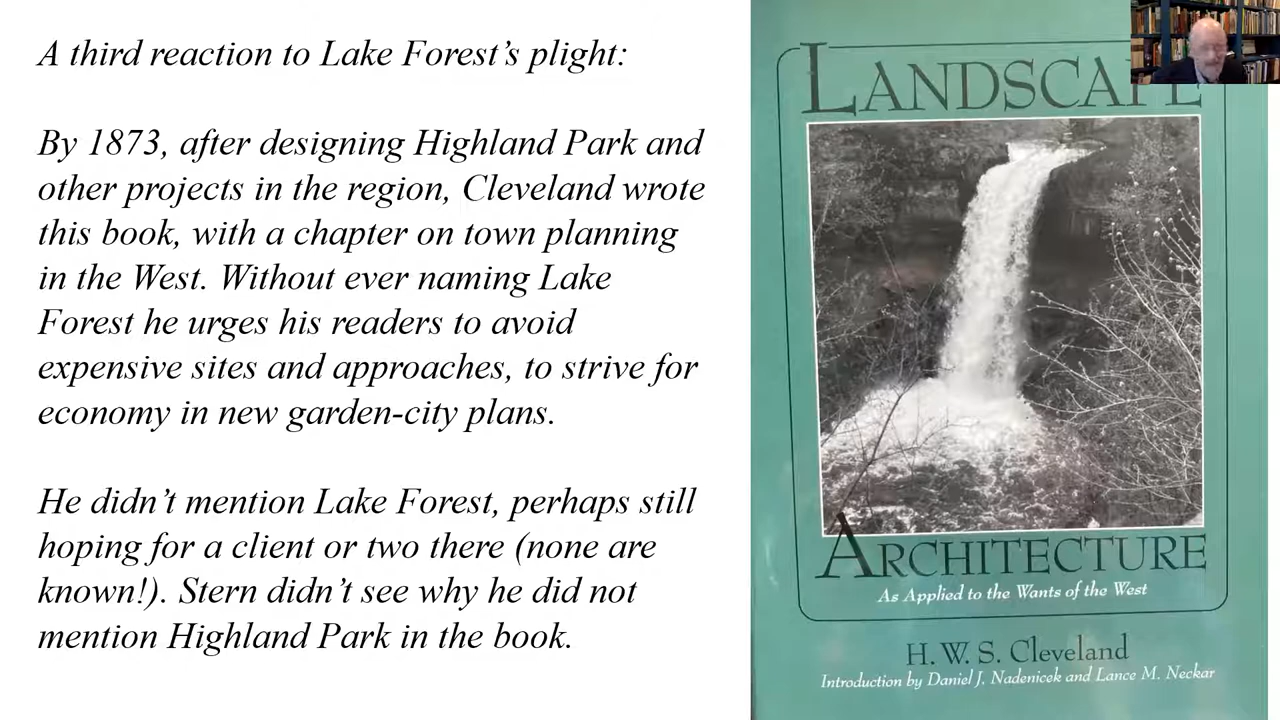 A third reaction to Lake Forest’s plight:
By 1873, after designing Highland Park and
other projects in the region, Cleveland wrote
this book, with a chapter on town planning
in the West. Without ever naming Lake
Forest he urges his readers to avoid
expensive sites and approaches, to strive for
economy in new garden-city plans.
He didn’t mention Lake Forest, perhaps still
hoping for a client or two there (none are
known!). Stern didn’t see why he did not
mention Highland Park in the book.
LANDSCAPE
ARCHITECTURE
As Applied to the Wants of the West
H. W. S. Cleveland
Introduction by Daniel J. Nadenicek and Lance M. Neckar